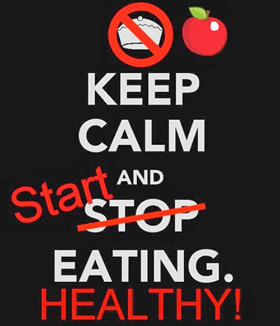 KEEP
CALM
AND
Start
STOP
EATING.
HEALTHY!